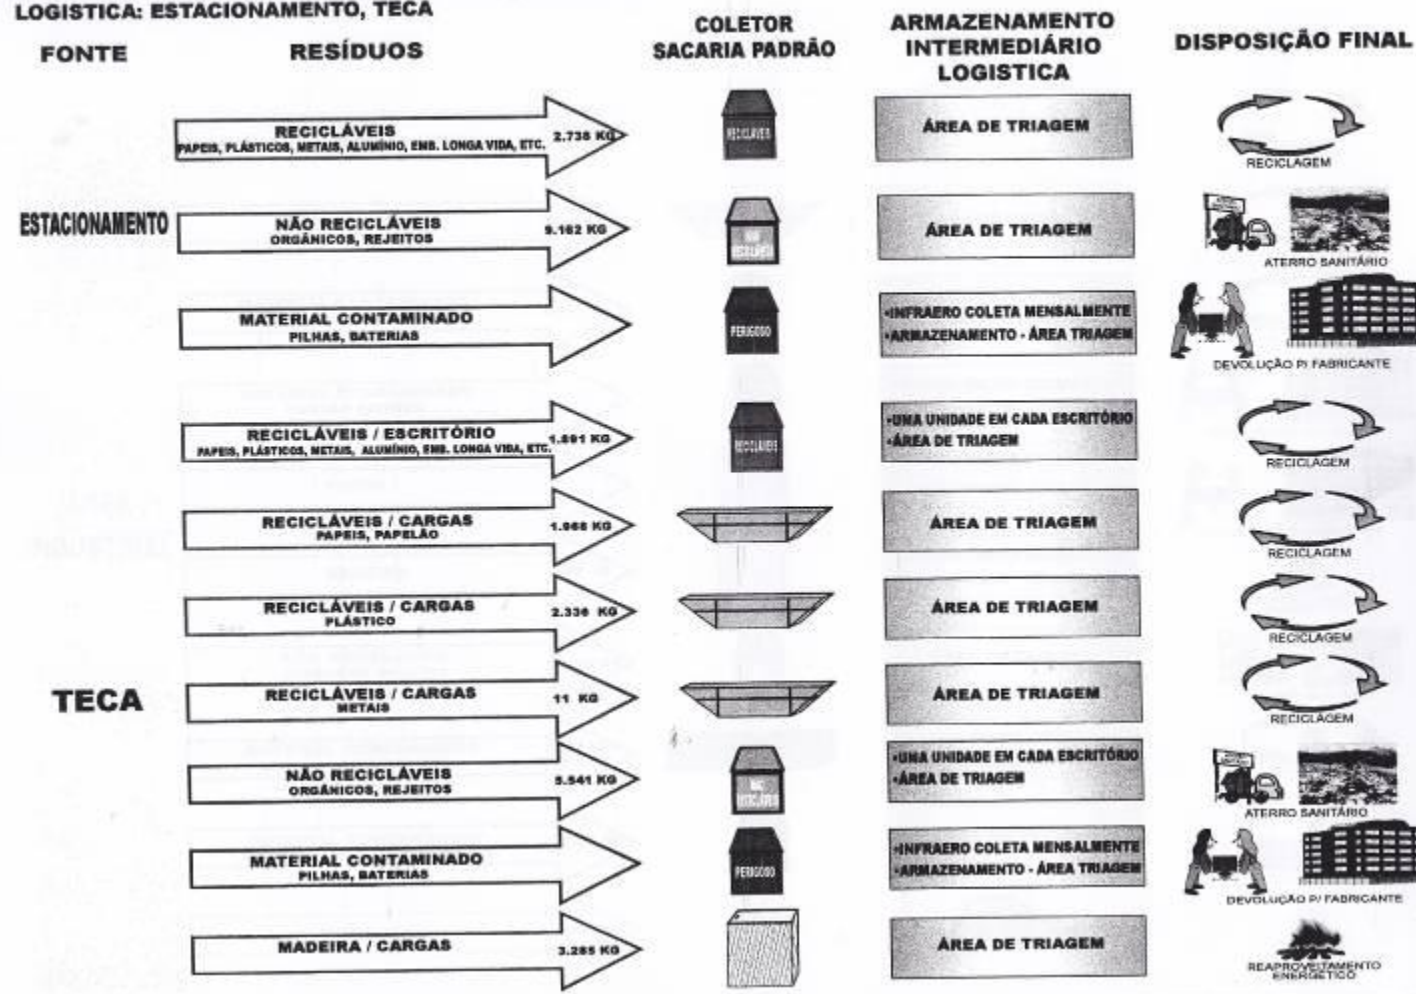 LOGISTICA: ESTACIONAMENTO, TECA
FONTE
RESÍDUOS
COLETOR
SACARIA PADRÃO
ARMAZENAMENTO
INTERMEDIÁRIO
LOGISTICA
DISPOSIÇÃO FINAL
ESTACIONAMENTO
RECICLÁVEIS
PAPEIS, PLÁSTICOS, METAIS, ALUMÍNIO, EMB. LONGA VIDA, ETC.
2.738 KG
RECICLÁVEIS
ÁREA DE TRIAGEM
RECICLAGEM
NÃO RECICLÁVEIS
ORGÂNICOS, REJEITOS
9.162 KG
ÁREA DE TRIAGEM
ATERRO SANITÁRIO
MATERIAL CONTAMINADO
PILHAS, BATERIAS
PERIGOSO
•INFRAERO COLETA MENSALMENTE
•ARMAZENAMENTO - ÁREA TRIAGEM
DEVOLUÇÃO P/ FABRICANTE
TECA
RECICLÁVEIS / ESCRITÓRIO
PAPEIS, PLÁSTICOS, METAIS, ALUMÍNIO, EMB. LONGA VIDA, ETC.
1.891 KG
RECICLÁVEIS
•UMA UNIDADE EM CADA ESCRITÓRIO
•ÁREA DE TRIAGEM
RECICLAGEM
RECICLÁVEIS / CARGAS
PAPEIS, PAPELÃO
1.968 KG
ÁREA DE TRIAGEM
RECICLAGEM
RECICLÁVEIS / CARGAS
PLÁSTICO
2.336 KG
ÁREA DE TRIAGEM
RECICLAGEM
RECICLÁVEIS / CARGAS
METAIS
11 KG
ÁREA DE TRIAGEM
RECICLAGEM
NÃO RECICLÁVEIS
ORGÂNICOS, REJEITOS
5.541 KG
•UMA UNIDADE EM CADA ESCRITÓRIO
•ÁREA DE TRIAGEM
ATERRO SANITÁRIO
MATERIAL CONTAMINADO
PILHAS, BATERIAS
PERIGOSO
•INFRAERO COLETA MENSALMENTE
•ARMAZENAMENTO - ÁREA TRIAGEM
DEVOLUÇÃO P/ FABRICANTE
MADEIRA / CARGAS
3.285 KG
ÁREA DE TRIAGEM
REAPROVEITAMENTO
ENERGÉTICO